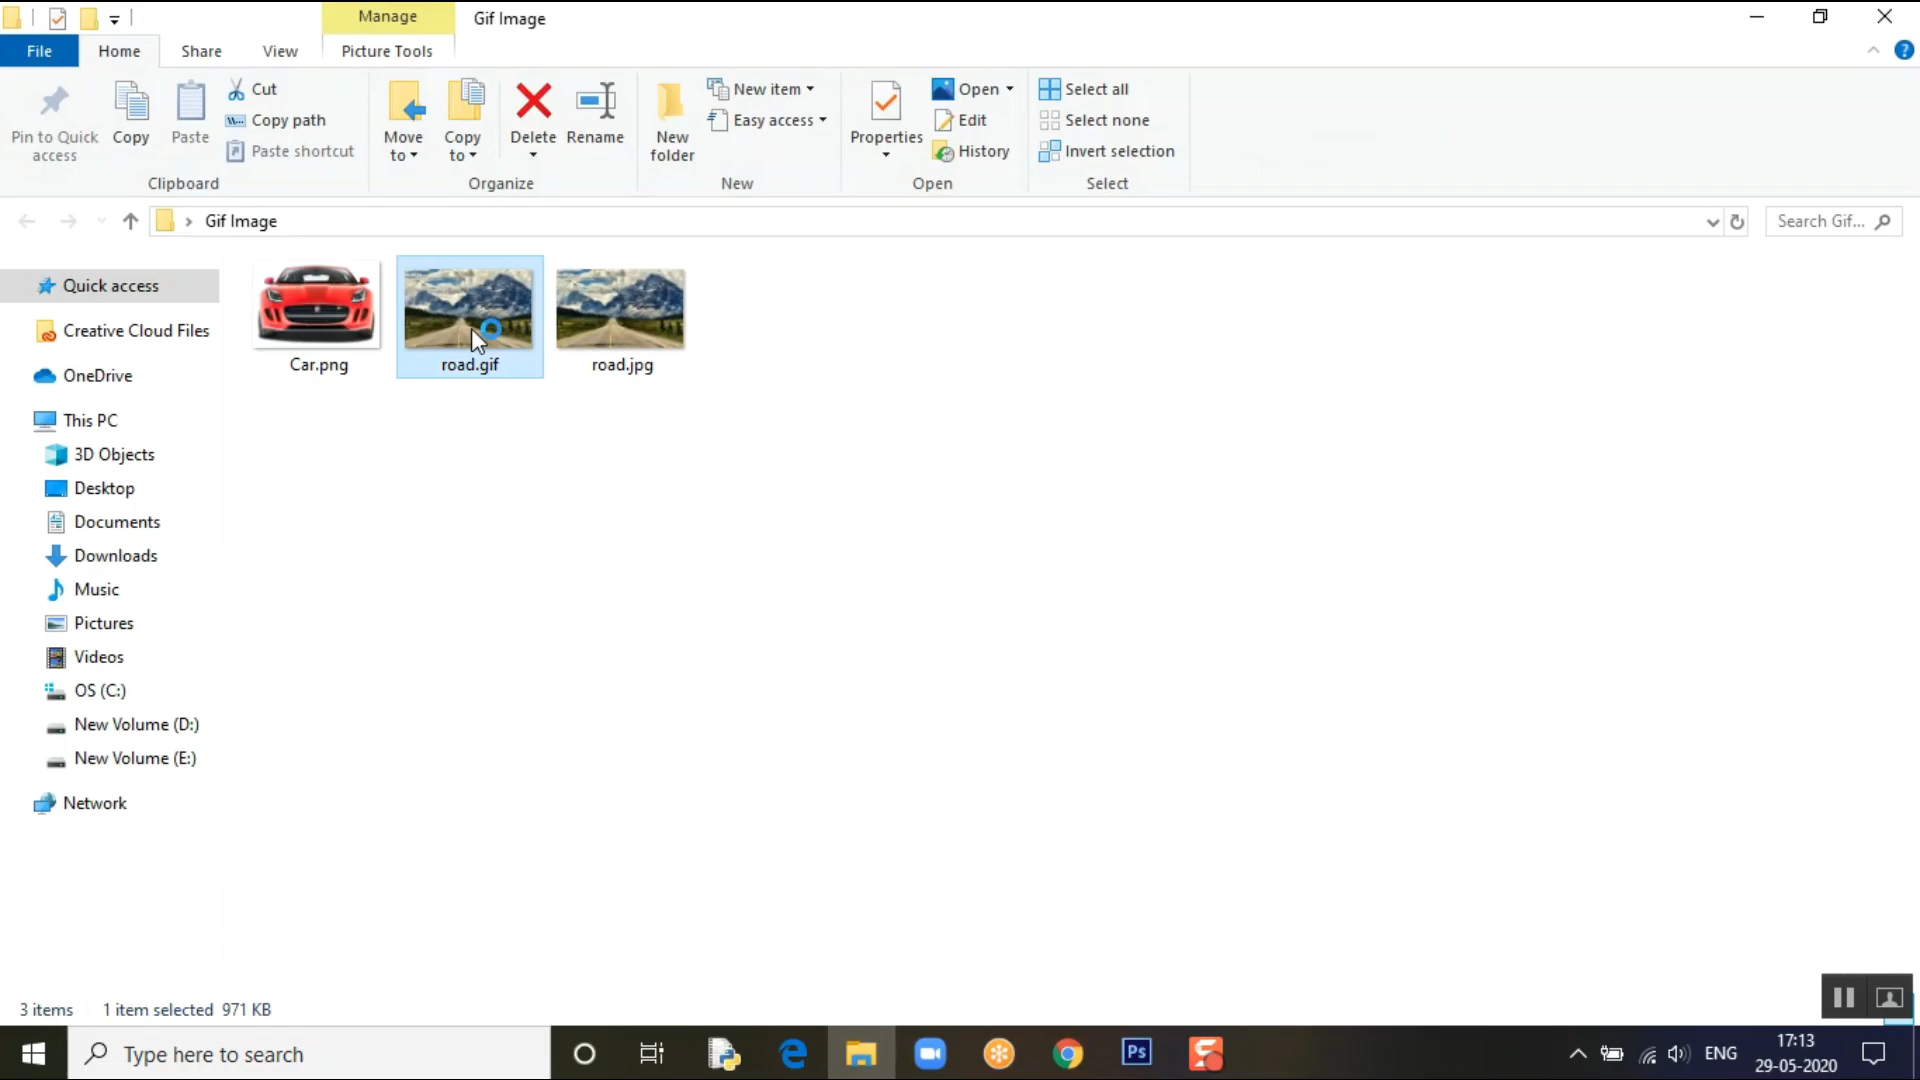 Manage
Gif Image
File
Home
Share
View
Picture Tools
Pin to Quick access
Copy
Paste
Cut
Copy path
Paste shortcut
Clipboard
Move to
Copy to
Delete
Rename
Organize
New folder
New item
Easy access
New
Properties
Open
Edit
History
Open
Select all
Select none
Invert selection
Select
Gif Image
Search Gif...
Quick access
Creative Cloud Files
OneDrive
This PC
3D Objects
Desktop
Documents
Downloads
Music
Pictures
Videos
OS (C:)
New Volume (D:)
New Volume (E:)
Network
Car.png
road.gif
road.jpg
3 items
1 item selected 971 KB
Type here to search
Ps
ENG
17:13
29-05-2020